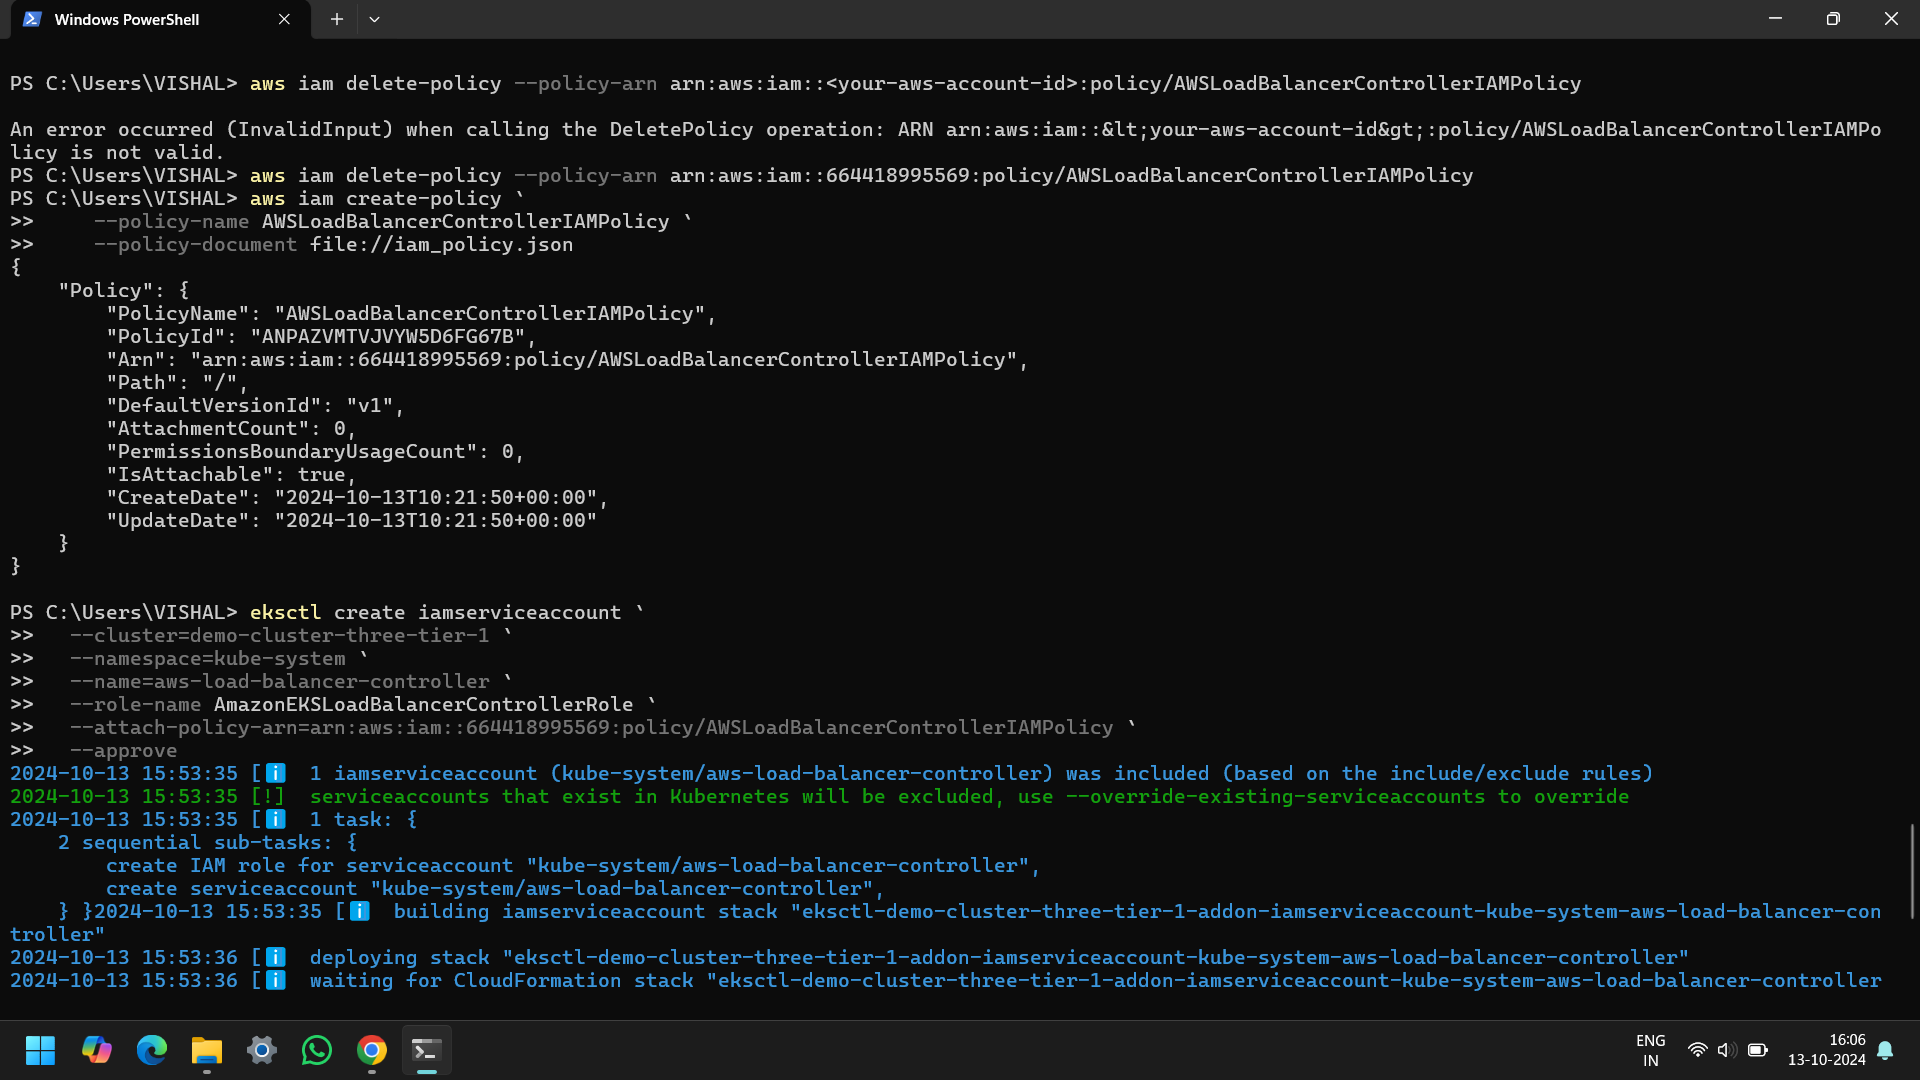 Windows PowerShell
PS C:\Users\VISHAL> aws iam delete-policy --policy-arn arn:aws:iam::<your-aws-account-id>:policy/AWSLoadBalancerControllerIAMPolicy
An error occurred (InvalidInput) when calling the DeletePolicy operation: ARN arn:aws:iam::&lt;your-aws-account-id&gt;:policy/AWSLoadBalancerControllerIAMPo
licy is not valid.
PS C:\Users\VISHAL> aws iam delete-policy --policy-arn arn:aws:iam::664418995569:policy/AWSLoadBalancerControllerIAMPolicy
PS C:\Users\VISHAL> aws iam create-policy `
>>     --policy-name AWSLoadBalancerControllerIAMPolicy `
>>     --policy-document file://iam_policy.json
{
    "Policy": {
        "PolicyName": "AWSLoadBalancerControllerIAMPolicy",
        "PolicyId": "ANPAZVMTVJVYW5D6FG67B",
        "Arn": "arn:aws:iam::664418995569:policy/AWSLoadBalancerControllerIAMPolicy",
        "Path": "/",
        "DefaultVersionId": "v1",
        "AttachmentCount": 0,
        "PermissionsBoundaryUsageCount": 0,
        "IsAttachable": true,
        "CreateDate": "2024-10-13T10:21:50+00:00",
        "UpdateDate": "2024-10-13T10:21:50+00:00"
    }
}
PS C:\Users\VISHAL> eksctl create iamserviceaccount `
>>   --cluster=demo-cluster-three-tier-1 `
>>   --namespace=kube-system `
>>   --name=aws-load-balancer-controller `
>>   --role-name AmazonEKSLoadBalancerControllerRole `
>>   --attach-policy-arn=arn:aws:iam::664418995569:policy/AWSLoadBalancerControllerIAMPolicy `
>>   --approve
2024-10-13 15:53:35 [ℹ️  1 iamserviceaccount (kube-system/aws-load-balancer-controller) was included (based on the include/exclude rules)
2024-10-13 15:53:35 [!]  serviceaccounts that exist in Kubernetes will be excluded, use --override-existing-serviceaccounts to override
2024-10-13 15:53:35 [ℹ️  1 task: {
    2 sequential sub-tasks: {
        create IAM role for serviceaccount "kube-system/aws-load-balancer-controller",
        create serviceaccount "kube-system/aws-load-balancer-controller",
    } }2024-10-13 15:53:35 [ℹ️  building iamserviceaccount stack "eksctl-demo-cluster-three-tier-1-addon-iamserviceaccount-kube-system-aws-load-balancer-con
troller"
2024-10-13 15:53:36 [ℹ️  deploying stack "eksctl-demo-cluster-three-tier-1-addon-iamserviceaccount-kube-system-aws-load-balancer-controller"
2024-10-13 15:53:36 [ℹ️  waiting for CloudFormation stack "eksctl-demo-cluster-three-tier-1-addon-iamserviceaccount-kube-system-aws-load-balancer-controller
ENG
IN
16:06
13-10-2024